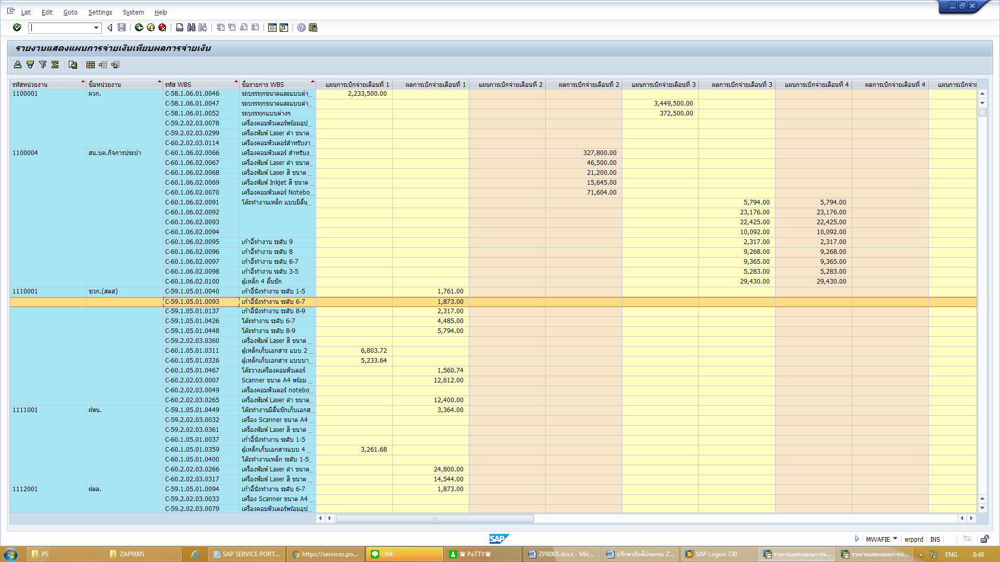 List Edit Goto Settings System Help
รายงานแสดงแผนการจ่ายเงินเทียบผลการจ่ายเงิน
รหัสหน่วยงาน ชื่อหน่วยงาน รหัส WBS ชื่อรายการ WBS แผนการเบิกจ่ายเดือนที่ 1 ผลการเบิกจ่ายเดือนที่ 1 แผนการเบิกจ่ายเดือนที่ 2 ผลการเบิกจ่ายเดือนที่ 2 แผนการเบิกจ่ายเดือนที่ 3 ผลการเบิกจ่ายเดือนที่ 3 แผนการเบิกจ่ายเดือนที่ 4 ผลการเบิกจ่ายเดือนที่ 4 แผนการเบิกจ่าย
1100001 ผวก. C-58.1.06.01.0046 รถบรรทุกขนาดและแบบต่า... 2,233,500.00
C-58.1.06.01.0047 รถบรรทุกขนาดและแบบต่า... 3,449,500.00
C-58.1.06.01.0052 รถบรรทุกแบบต่างๆ 372,500.00
C-59.2.02.03.0078 เครื่องคอมพิวเตอร์พร้อมอุป...
C-59.2.02.03.0299 เครื่องพิมพ์ Laser ดำ ขนาด...
C-60.2.02.03.0114 เครื่องคอมพิวเตอร์สำหรับงา...
1100004 สน.บค.กิจการประปา C-60.1.06.02.0066 เครื่องคอมพิวเตอร์ สำหรับง... 327,800.00
C-60.1.06.02.0067 เครื่องพิมพ์ Laser ดำ ขนาด... 46,500.00
C-60.1.06.02.0068 เครื่องพิมพ์ Laser สี ขนาด ... 21,200.00
C-60.1.06.02.0069 เครื่องพิมพ์ Inkjet สี ขนาด ... 15,645.00
C-60.1.06.02.0070 เครื่องคอมพิวเตอร์ Notebo... 71,604.00
C-60.1.06.02.0091 โต๊ะทำงานเหล็ก แบบมีลิ้น... 5,794.00 5,794.00
C-60.1.06.02.0092 23,176.00 23,176.00
C-60.1.06.02.0093 22,425.00 22,425.00
C-60.1.06.02.0094 10,092.00 10,092.00
C-60.1.06.02.0095 เก้าอี้ทำงาน ระดับ 9 2,317.00 2,317.00
C-60.1.06.02.0096 เก้าอี้ทำงาน ระดับ 8 9,268.00 9,268.00
C-60.1.06.02.0097 เก้าอี้ทำงาน ระดับ 6-7 9,365.00 9,365.00
C-60.1.06.02.0098 เก้าอี้ทำงาน ระดับ 3-5 5,283.00 5,283.00
C-60.1.06.02.0100 ตู้เหล็ก 4 ลิ้นชัก 29,430.00 29,430.00
1110001 ชวก.(สตส) C-59.1.05.01.0040 เก้าอี้นั่งทำงาน ระดับ 1-5 1,761.00
C-59.1.05.01.0093 เก้าอี้นั่งทำงาน ระดับ 6-7 1,873.00
C-59.1.05.01.0137 เก้าอี้นั่งทำงาน ระดับ 8-9 2,317.00
C-59.1.05.01.0426 โต๊ะทำงาน ระดับ 6-7 4,485.00
C-59.1.05.01.0448 โต๊ะทำงาน ระดับ 8-9 5,794.00
C-59.2.02.03.0360 เครื่องพิมพ์ Laser สี ขนาด ...
C-60.1.05.01.0311 ตู้เหล็กเก็บเอกสาร แบบ 2 ... 6,803.72
C-60.1.05.01.0326 ตู้เหล็กเก็บเอกสาร แบบบา... 5,233.64
C-60.1.05.01.0467 โต๊ะวางเครื่องคอมพิวเตอร์ 1,560.74
C-60.2.02.03.0007 Scanner ขนาด A4 พร้อม ... 12,612.00
C-60.2.02.03.0049 เครื่องคอมพิวเตอร์ notebo...
C-60.2.02.03.0265 เครื่องพิมพ์ Laser ดำ ขนาด... 12,400.00
1111001 ฝพน. C-59.1.05.01.0449 โต๊ะทำงานมีลิ้นชักเก็บเอกส... 3,364.00
C-59.2.02.03.0032 เครื่อง Scanner ขนาด A4 ...
C-59.2.02.03.0361 เครื่องพิมพ์ Laser สี ขนาด ...
C-60.1.05.01.0037 เก้าอี้ทำงาน ระดับ 1-5
C-60.1.05.01.0359 ตู้เหล็กเก็บเอกสารแบบ 4 ... 3,261.68
C-60.1.05.01.0400 โต๊ะทำงานเหล็ก ระดับ 1-5...
C-60.2.02.03.0266 เครื่องพิมพ์ Laser ดำ ขนาด... 24,800.00
C-60.2.02.03.0317 เครื่องพิมพ์ Laser สี ขนาด ... 14,544.00
1112001 ฝตล. C-59.1.05.01.0094 เก้าอี้นั่งทำงาน ระดับ 6-7 1,873.00
C-59.2.02.03.0033 เครื่อง Scanner ขนาด A4 ...
C-59.2.02.03.0079 เครื่องคอมพิวเตอร์พร้อมอุป...
SAP MWAFIE erpprd INS
PS ZAPR005 SAP SERVICE PORT... https://services.po... LINE ♛ PaTTY♛ ZPR005.docx - Mic... ปรึกษาเรื่องโปรแกรม Z... SAP Logon 730 รายงานแสดงแผนการจ่... รายงานแสดงแผนการจ่... ENG 8:48